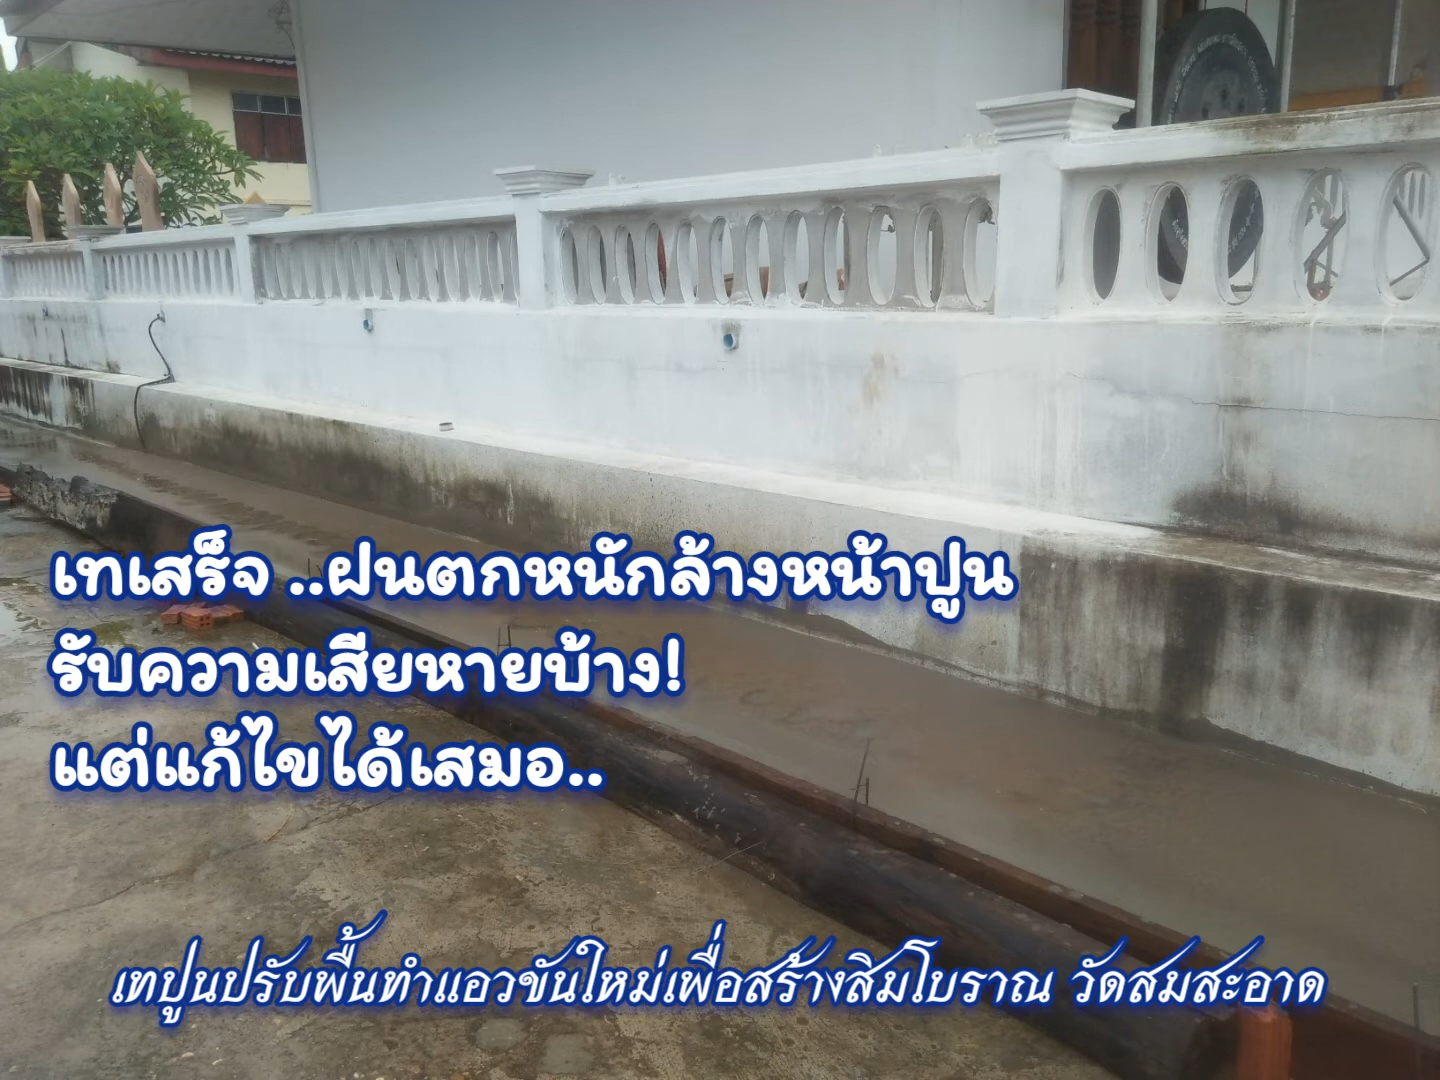 เทเสร็จ ..ฝนตกหนักล้างหน้าปูน
รับความเสียหายบ้าง!
แต่แก้ไขได้เสมอ..
เทปูนปรับพื้นทำแอวขันใหม่เพื่อสร้างสิมโบราณ วัดสมสะอาด